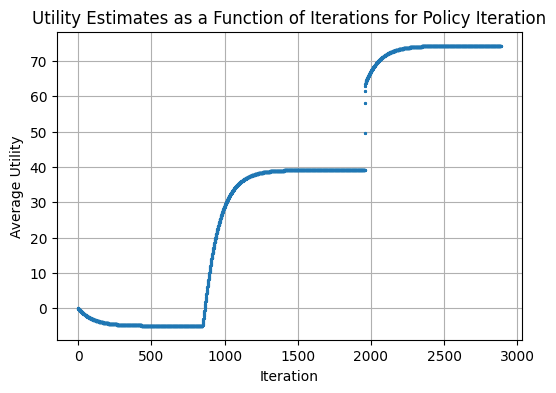 Utility Estimates as a Function of Iterations for Policy Iteration
Average Utility
70
60
50
40
30
20
10
0
0 500 1000 1500 2000 2500 3000
Iteration